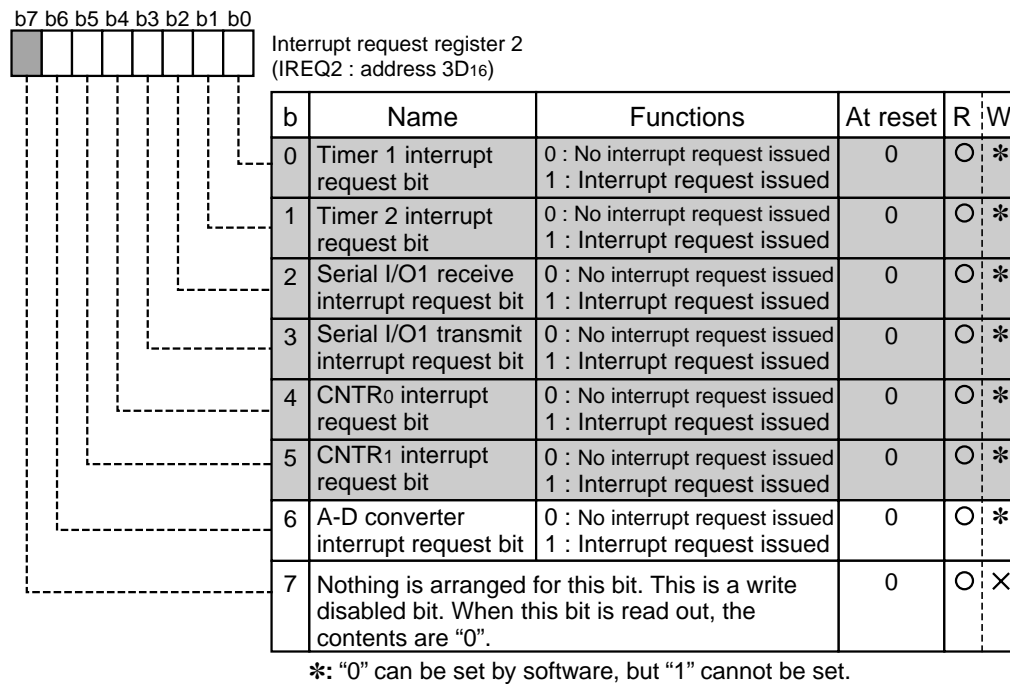 b7 b6 b5 b4 b3 b2 b1 b0
Interrupt request register 2
(IREQ2 : address 3D16)
b Name Functions At reset R W
0 Timer 1 interrupt request bit 0 : No interrupt request issued 1 : Interrupt request issued 0 O ✻
1 Timer 2 interrupt request bit 0 : No interrupt request issued 1 : Interrupt request issued 0 O ✻
2 Serial I/O1 receive interrupt request bit 0 : No interrupt request issued 1 : Interrupt request issued 0 O ✻
3 Serial I/O1 transmit interrupt request bit 0 : No interrupt request issued 1 : Interrupt request issued 0 O ✻
4 CNTR0 interrupt request bit 0 : No interrupt request issued 1 : Interrupt request issued 0 O ✻
5 CNTR1 interrupt request bit 0 : No interrupt request issued 1 : Interrupt request issued 0 O ✻
6 A-D converter interrupt request bit 0 : No interrupt request issued 1 : Interrupt request issued 0 O ✻
7 Nothing is arranged for this bit. This is a write disabled bit. When this bit is read out, the contents are “0”. 0 O ×
✻: “0” can be set by software, but “1” cannot be set.